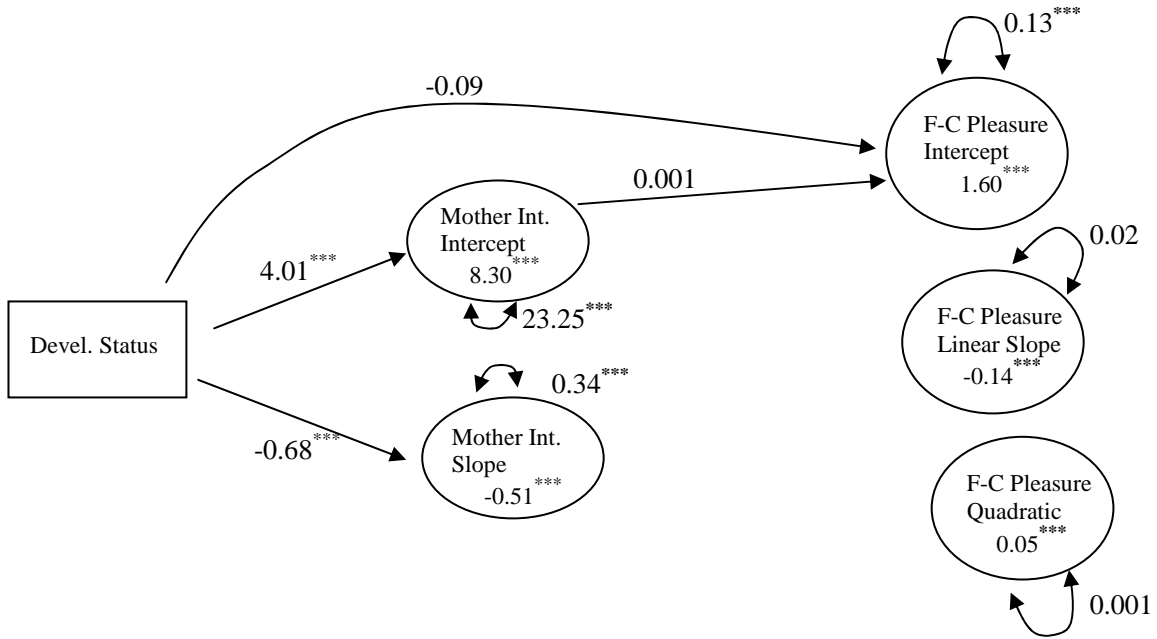 0.13***
-0.09
F-C Pleasure
Intercept
1.60***
0.001
Mother Int.
Intercept
8.30***
4.01***
0.02
23.25***
F-C Pleasure
Linear Slope
-0.14***
Devel. Status
0.34***
-0.68***
Mother Int.
Slope
-0.51***
F-C Pleasure
Quadratic
0.05***
0.001